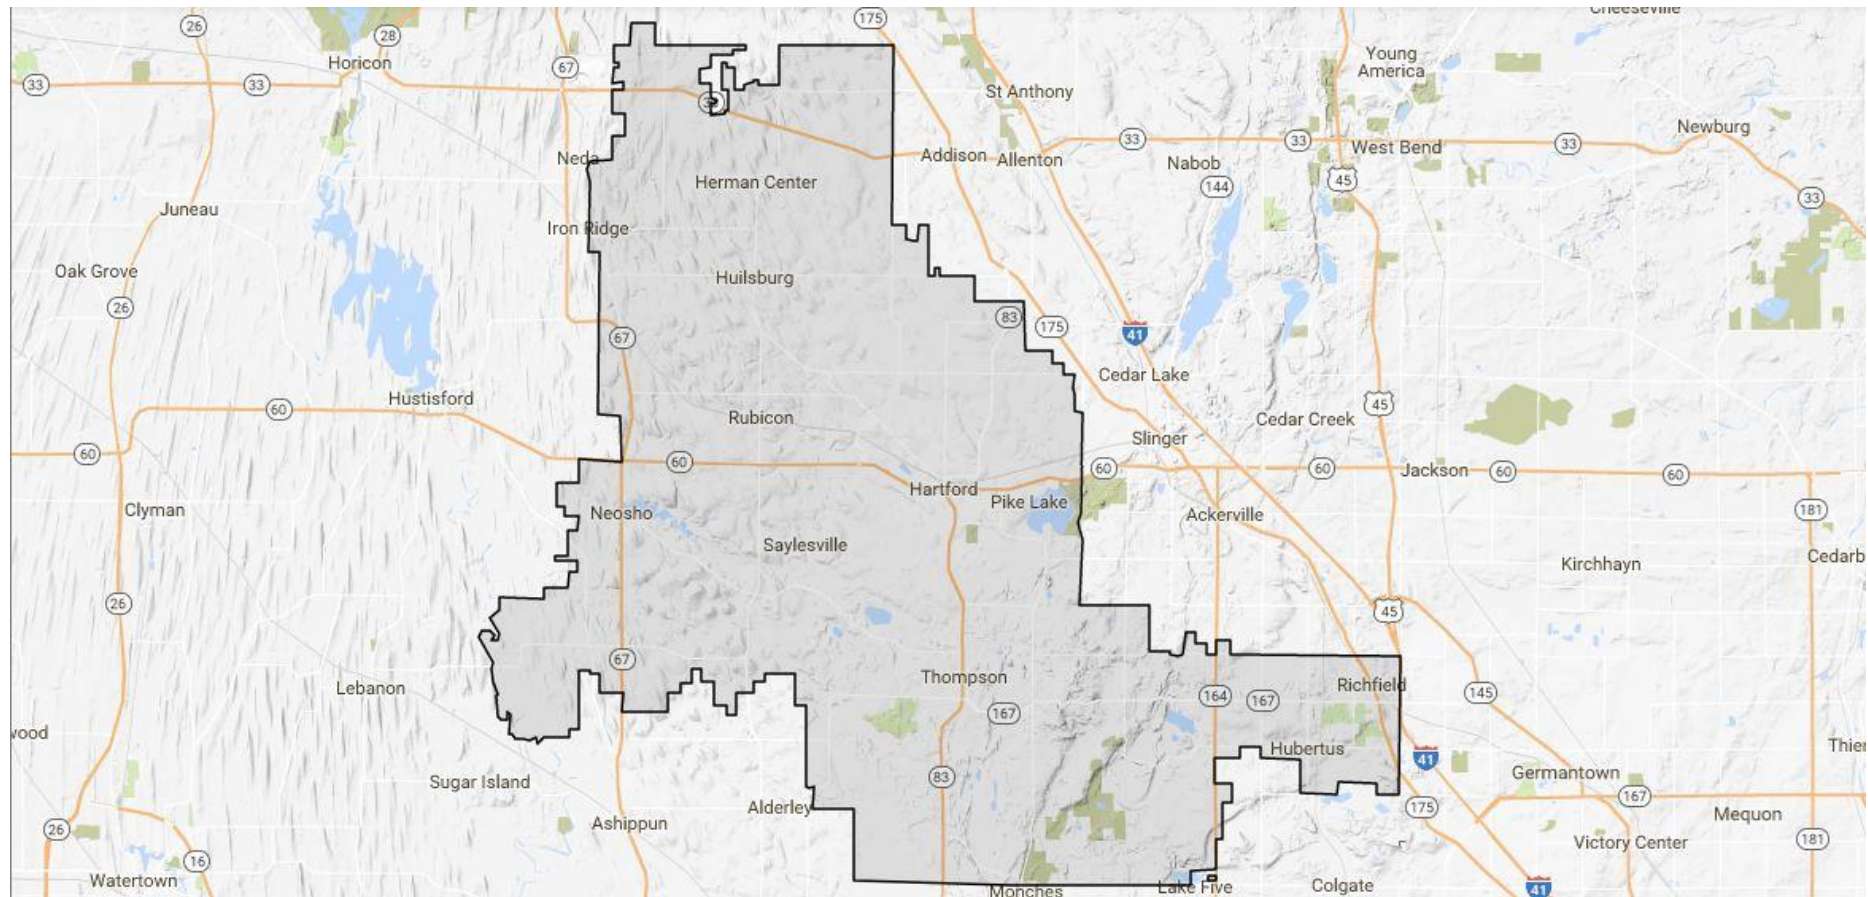 Cheeseville
26
175
28
Horicon
67
Young
America
33
33
St Anthony
Newburg
33
33
33
West Bend
Neda
Addison
Allenton
Nabob
144
45
Herman Center
33
Juneau
Iron Ridge
Oak Grove
Huilsburg
26
83
175
41
67
Cedar Lake
Hustisford
60
Rubicon
45
Cedar Creek
Slinger
60
60
60
60
Jackson
60
60
Hartford
Pike Lake
Clyman
Neosho
Ackerville
181
Saylesville
Kirchhayn
Cedarb
26
45
67
Thompson
Lebanon
164
167
Richfield
145
167
wood
Hubertus
Thier
41
Sugar Island
83
Germantown
Alderley
175
167
Mequon
26
Ashippun
Victory Center
181
16
Watertown
Monches
Lake Five
Colgate
41